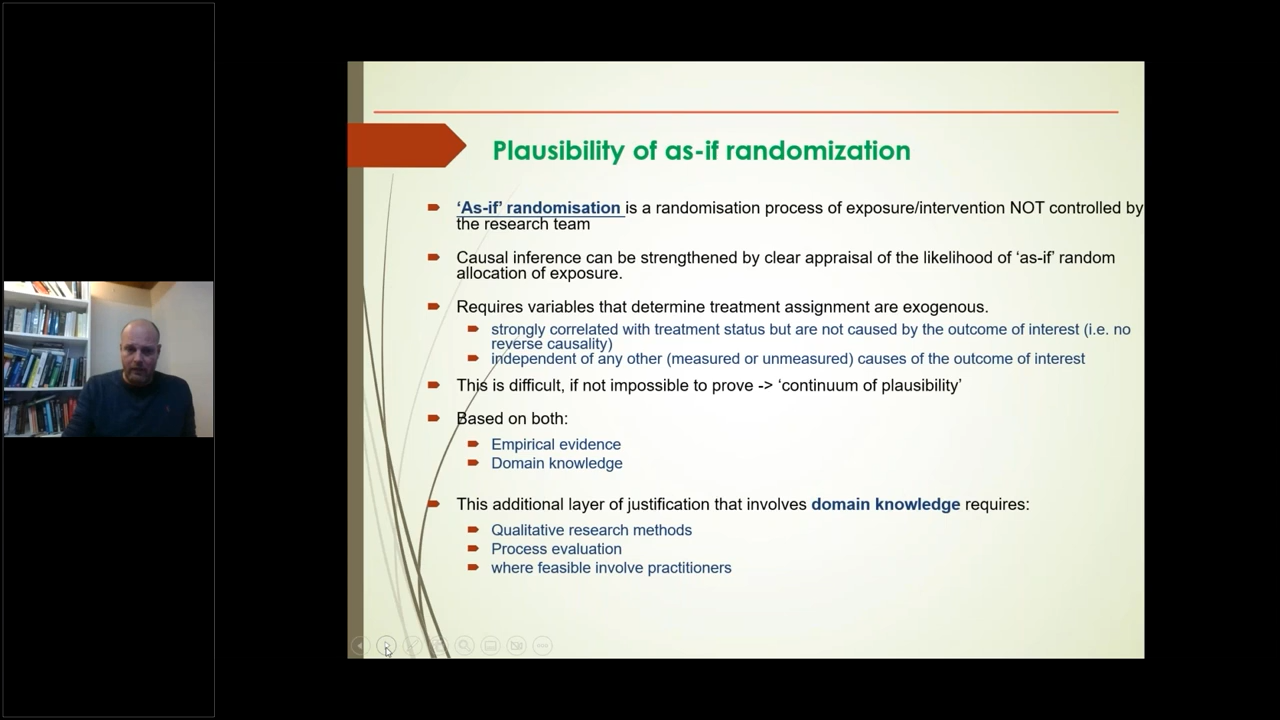 Plausibility of as-if randomization
‘As-if’ randomisation is a randomisation process of exposure/intervention NOT controlled by
the research team
Causal inference can be strengthened by clear appraisal of the likelihood of ‘as-if’ random
allocation of exposure.
Requires variables that determine treatment assignment are exogenous.
strongly correlated with treatment status but are not caused by the outcome of interest (i.e. no
reverse causality)
independent of any other (measured or unmeasured) causes of the outcome of interest
This is difficult, if not impossible to prove -> ‘continuum of plausibility’
Based on both:
Empirical evidence
Domain knowledge
This additional layer of justification that involves domain knowledge requires:
Qualitative research methods
Process evaluation
where feasible involve practitioners